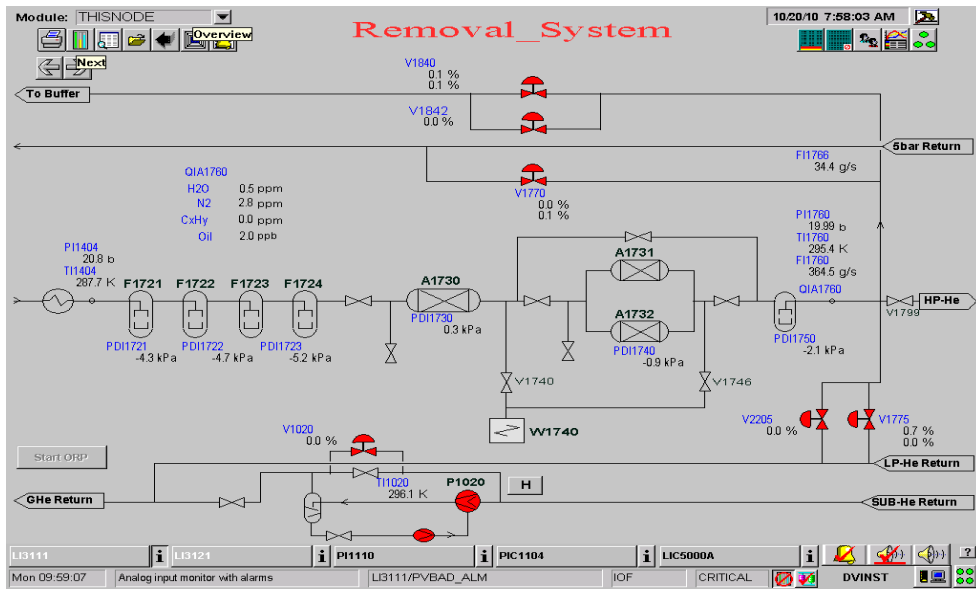 Module: THISNODE
10/20/10 7:58:03 AM
Removal_System
Overview
Next
V1840
0.1 %
0.1 %
To Buffer
V1842
0.0 %
5bar Return
FI1766
34.4 g/s
QIA1760
H2O 0.5 ppm
N2 2.8 ppm
CxHy 0.0 ppm
Oil 2.0 ppb
V1770
0.0 %
0.1 %
PI1760
19.99 b
TI1760
295.4 K
FI1760
364.5 g/s
PI1404
20.8 b
TI1404
287.7 K
F1721 F1722 F1723 F1724
A1730
A1731
QIA1760
HP-He
V1799
PDI1730
0.3 kPa
A1732
PDI1721 PDI1722 PDI1723
-4.3 kPa -4.7 kPa -5.2 kPa
PDI1740
-0.9 kPa
PDI1750
-2.1 kPa
V1740
V1746
W1740
V1020
0.0 %
V2205
0.0 %
V1775
0.7 %
0.0 %
Start ORP
LP-He Return
TI1020
296.1 K
P1020
H
GHe Return
SUB-He Return
LI3111 i LI3121 i PI1110 i PIC1104 i LIC5000A i ?
Mon 09:59:07 Analog input monitor with alarms LI3111/PVBAD_ALM IOF CRITICAL DVINST